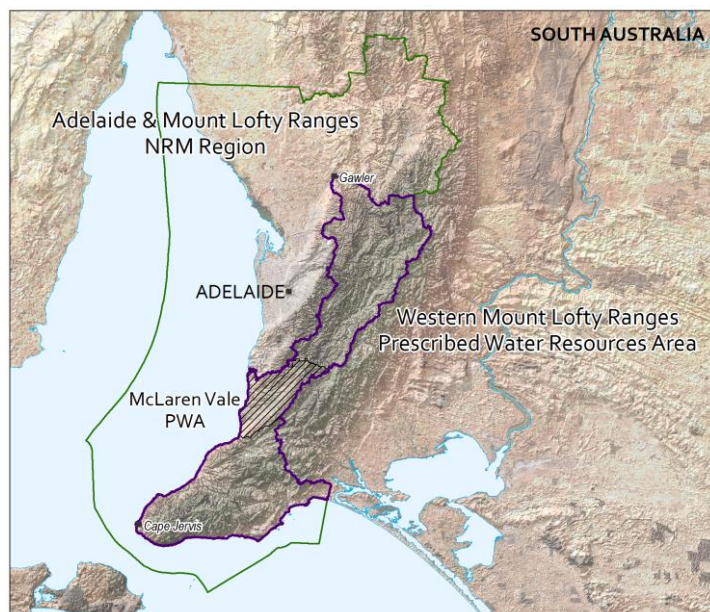 SOUTH AUSTRALIA
Adelaide & Mount Lofty Ranges
NRM Region
Gawler
ADELAIDE
Western Mount Lofty Ranges
Prescribed Water Resources Area
McLaren Vale
PWA
Cape Jervis